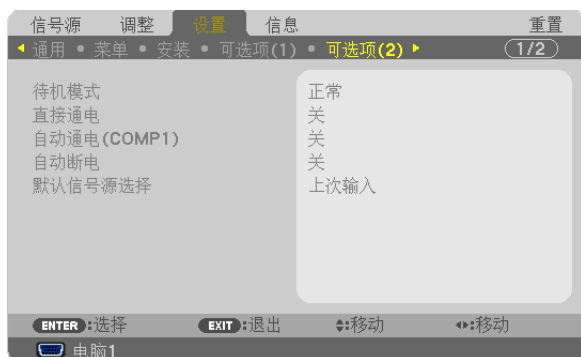 信号源 调整 设置 信息 重置
通用 • 菜单 • 安装 • 可选项(1) • 可选项(2) 1/2
待机模式 正常
直接通电 关
自动通电(COMP1) 关
自动断电 关
默认信号源选择 上次输入
ENTER:选择 EXIT:退出 :移动 :移动
电脑1